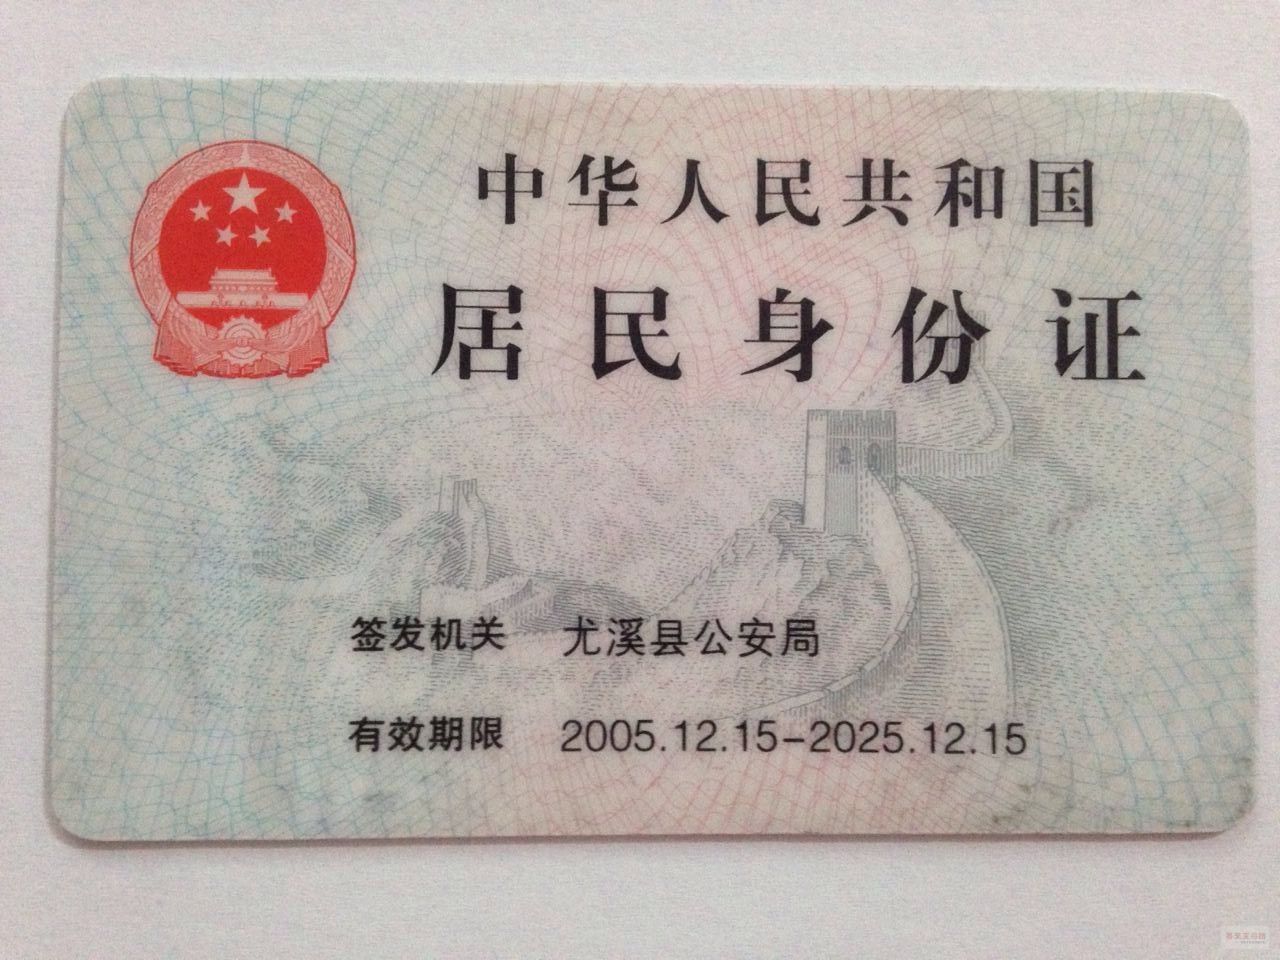 中华人民共和国
居民身份证
签发机关 尤溪县公安局
有效期限 2005.12.15-2025.12.15